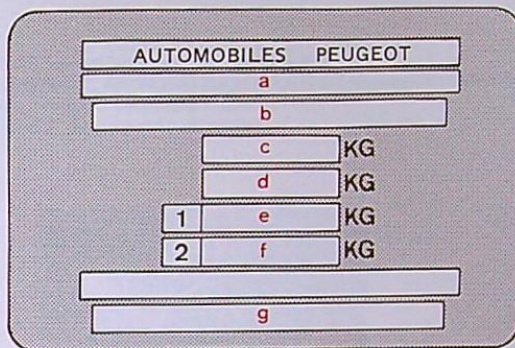 AUTOMOBILES PEUGEOT
a
b
c KG
d KG
1 e KG
2 f KG
g